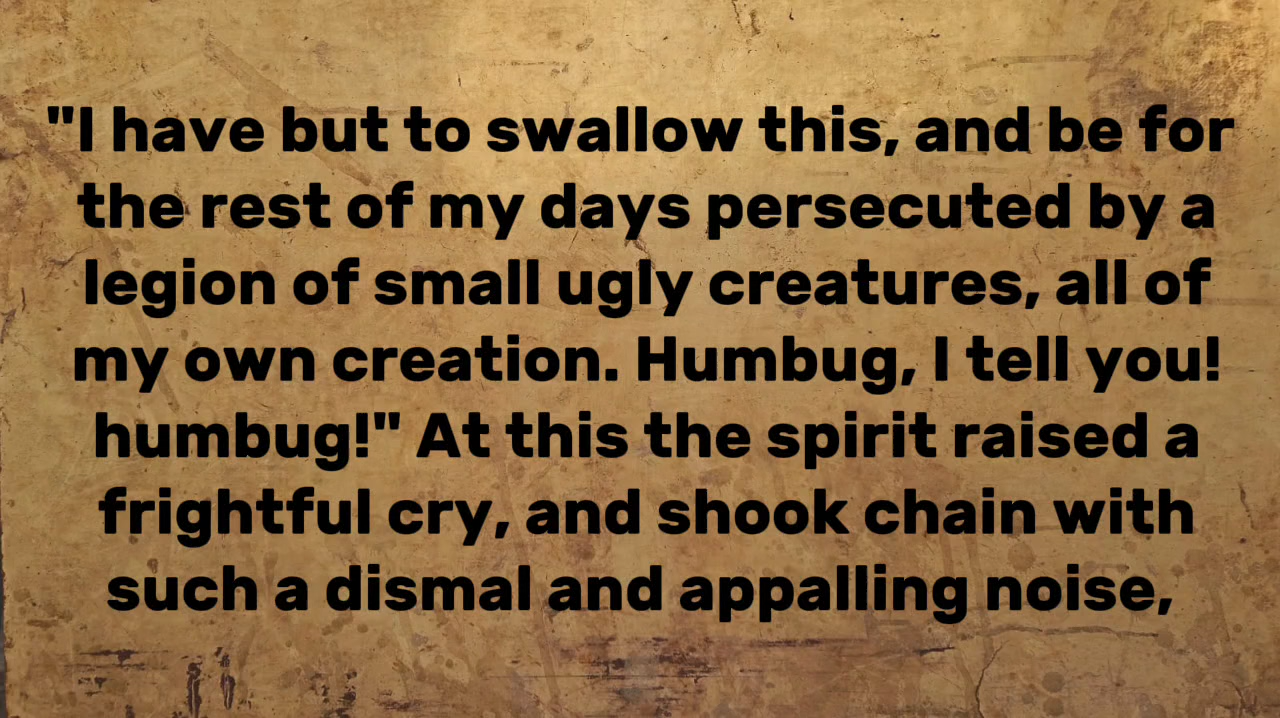 "I have but to swallow this, and be for
the rest of my days persecuted by a
legion of small ugly creatures, all of
my own creation. Humbug, I tell you!
humbug!" At this the spirit raised a
frightful cry, and shook chain with
such a dismal and appalling noise,